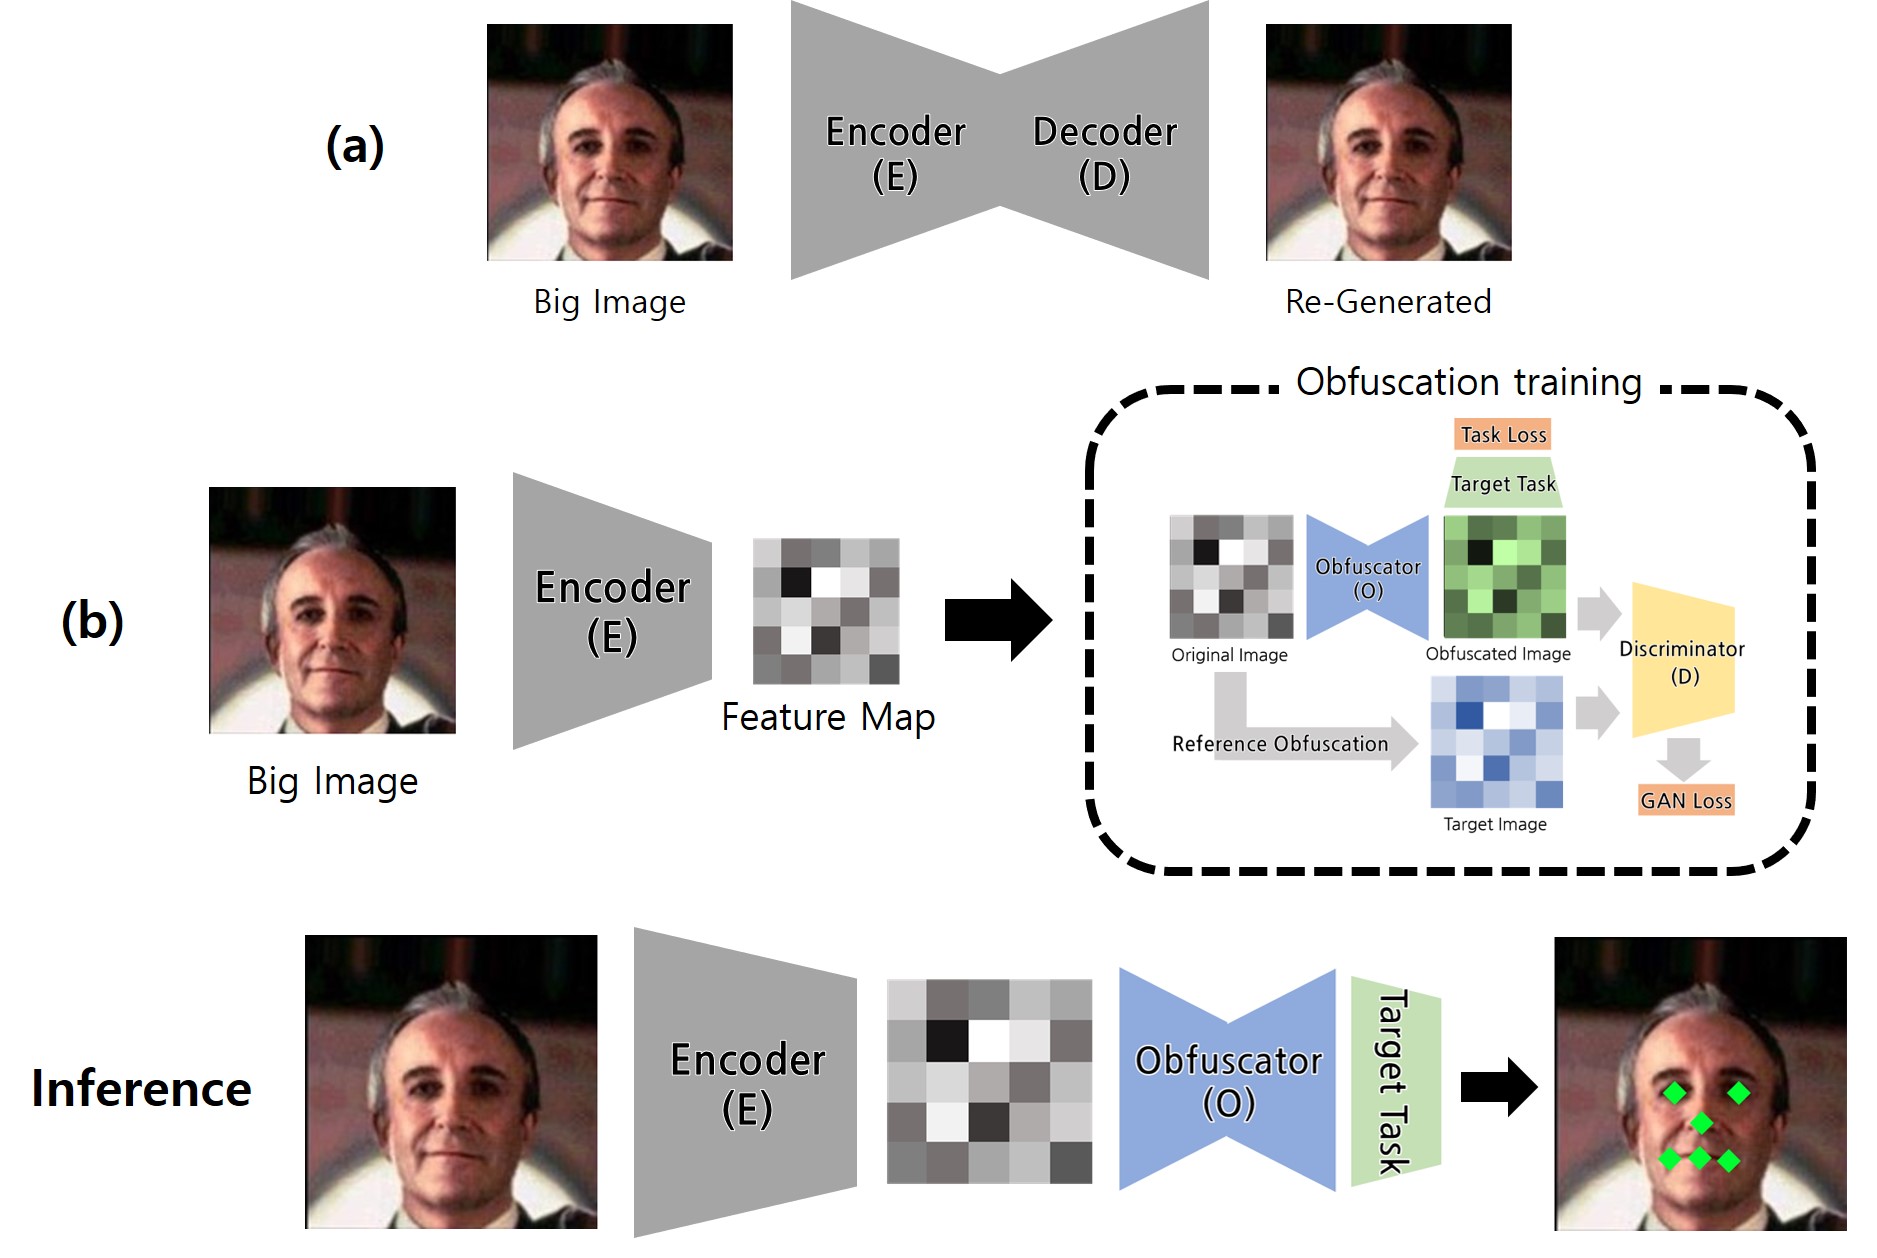 (a)
Encoder
(E)
Decoder
(D)
Big Image
Re-Generated
Obfuscation training
Task Loss
Target Task
(b)
Encoder
(E)
Feature Map
Big Image
Obfuscator
(O)
Original Image
Obfuscated Image
Discriminator
(D)
Reference Obfuscation
Target Image
GAN Loss
Inference
Encoder
(E)
Obfuscator
(O)
Target Task